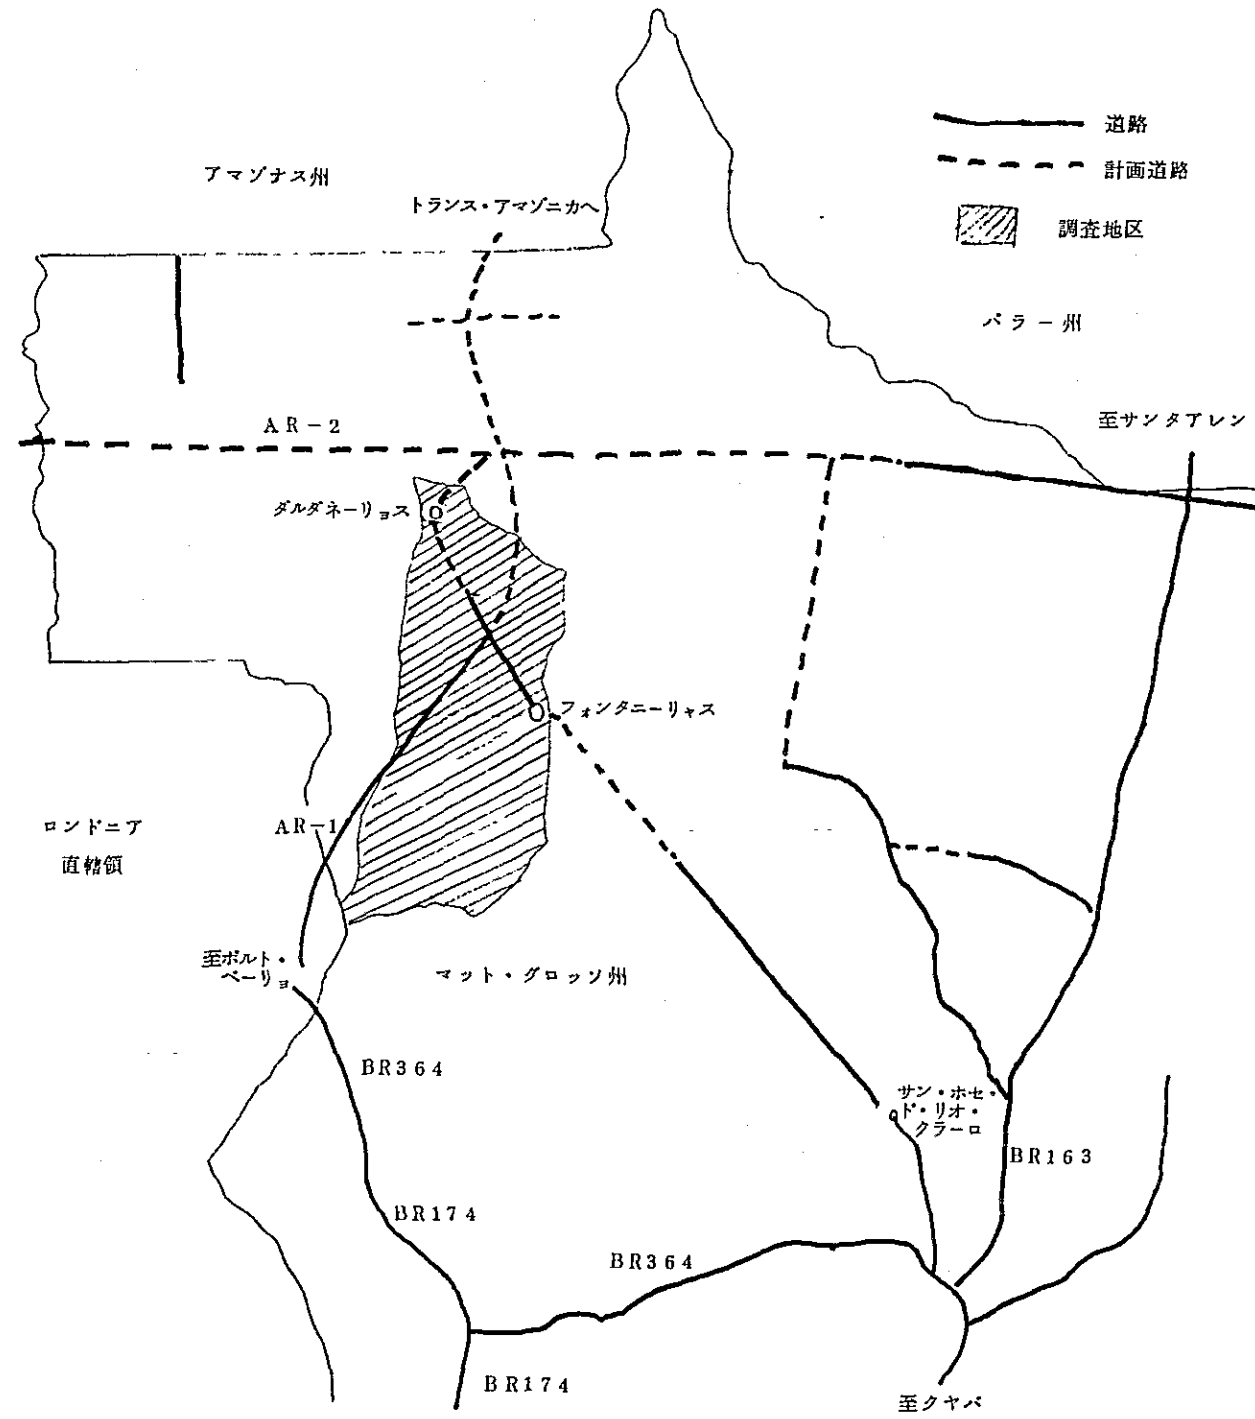 道路
計画道路
調査地区
アマゾナス州
トランス・アマゾニカへ
パラー州
AR-2
至サンタアレン
ダルダネーリョス
フォンタニーリャス
ロンドニア
直轄領
AR-1
至ポルト・
ベーリョ
マット・グロッソ州
BR364
サン・ホセ・
ド・リオ・
クラーロ
BR163
BR174
BR364
BR174
至クヤバ